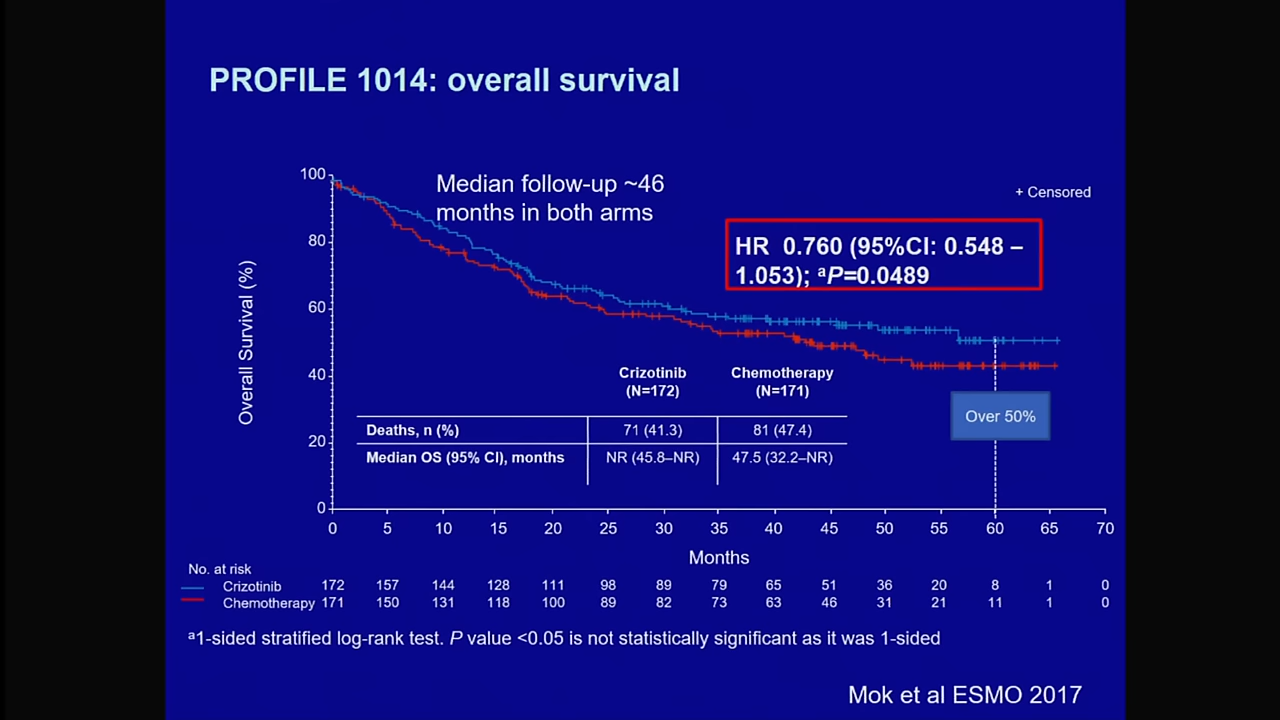 PROFILE 1014: overall survival
Median follow-up ~46
months in both arms
+ Censored
HR 0.760 (95%CI: 0.548 –
1.053); ᵃP=0.0489
Overall Survival (%)
100
80
60
40
20
0
Crizotinib Chemotherapy
(N=172) (N=171)
Deaths, n (%) 71 (41.3) 81 (47.4)
Median OS (95% CI), months NR (45.8–NR) 47.5 (32.2–NR)
Over 50%
0 5 10 15 20 25 30 35 40 45 50 55 60 65 70
Months
No. at risk
Crizotinib 172 157 144 128 111 98 89 79 65 51 36 20 8 1 0
Chemotherapy 171 150 131 118 100 89 82 73 63 46 31 21 11 1 0
ᵃ1-sided stratified log-rank test. P value <0.05 is not statistically significant as it was 1-sided
Mok et al ESMO 2017